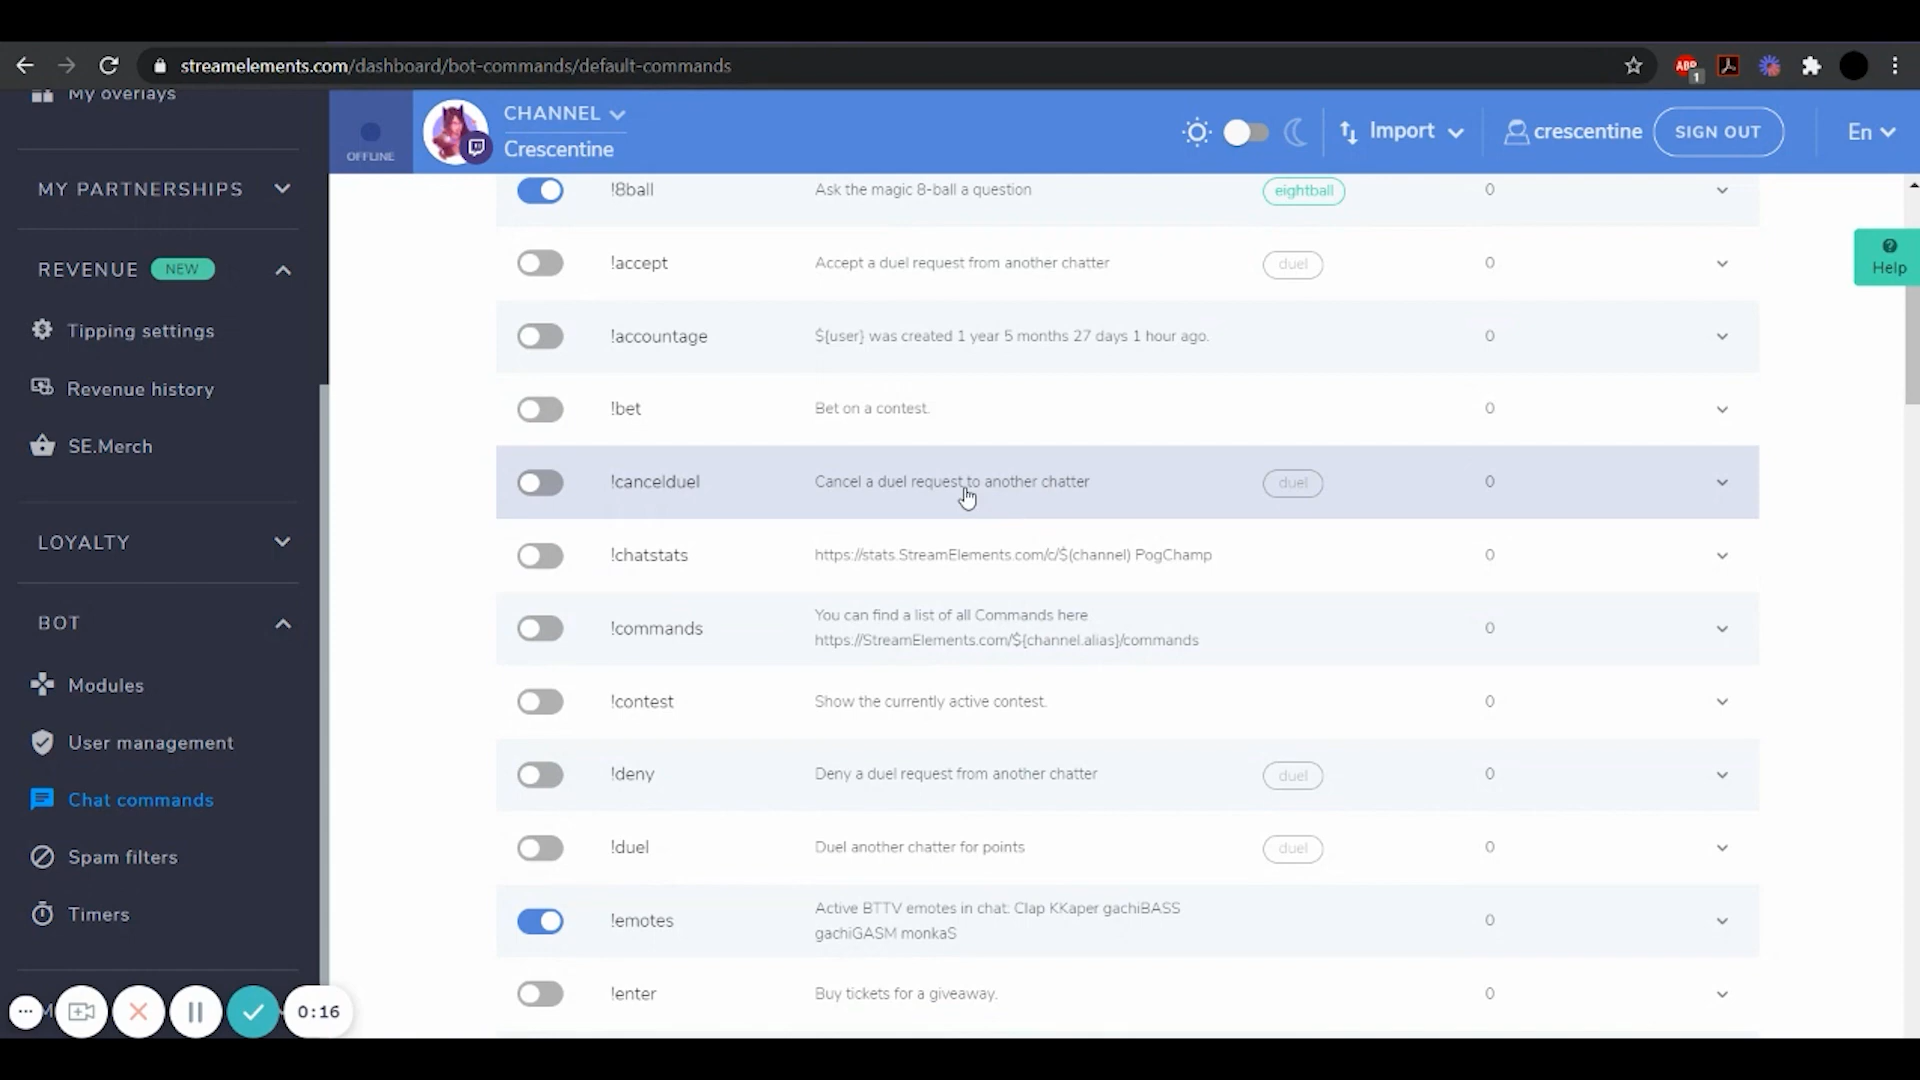 streamelements.com/dashboard/bot-commands/default-commands
ABP
1
My overlays
MY PARTNERSHIPS
REVENUE NEW
Tipping settings
Revenue history
SE.Merch
LOYALTY
BOT
Modules
User management
Chat commands
Spam filters
Timers
M
0:16
OFFLINE
CHANNEL
Crescentine
Import
crescentine
SIGN OUT
En
Help
!8ball Ask the magic 8-ball a question eightball 0
!accept Accept a duel request from another chatter duel 0
!accountage ${user} was created 1 year 5 months 27 days 1 hour ago. 0
!bet Bet on a contest. 0
!cancelduel Cancel a duel request to another chatter duel 0
!chatstats https://stats.StreamElements.com/c/$(channel) PogChamp 0
!commands You can find a list of all Commands here
https://StreamElements.com/${channel.alias}/commands 0
!contest Show the currently active contest. 0
!deny Deny a duel request from another chatter duel 0
!duel Duel another chatter for points duel 0
!emotes Active BTTV emotes in chat: Clap KKaper gachiBASS
gachiGASM monkaS 0
!enter Buy tickets for a giveaway. 0